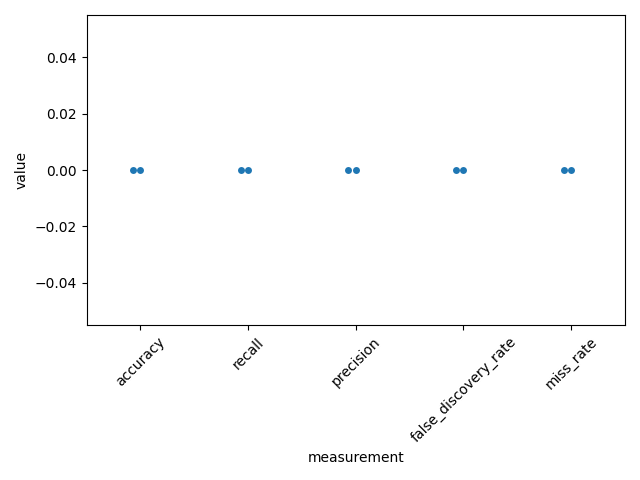 0.04
0.02
0.00
−0.02
−0.04
value
accuracy
recall
precision
false_discovery_rate
miss_rate
measurement